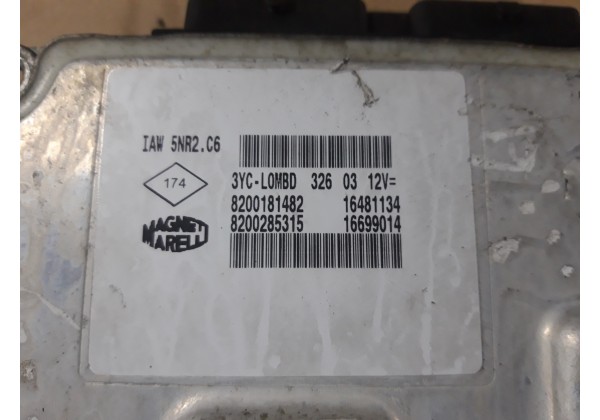 IAW 5NR2.C6
174
3YC-LOMBD 326 03 12V=
8200181482 16481134
8200285315 16699014
MAGNETI
MARELLI